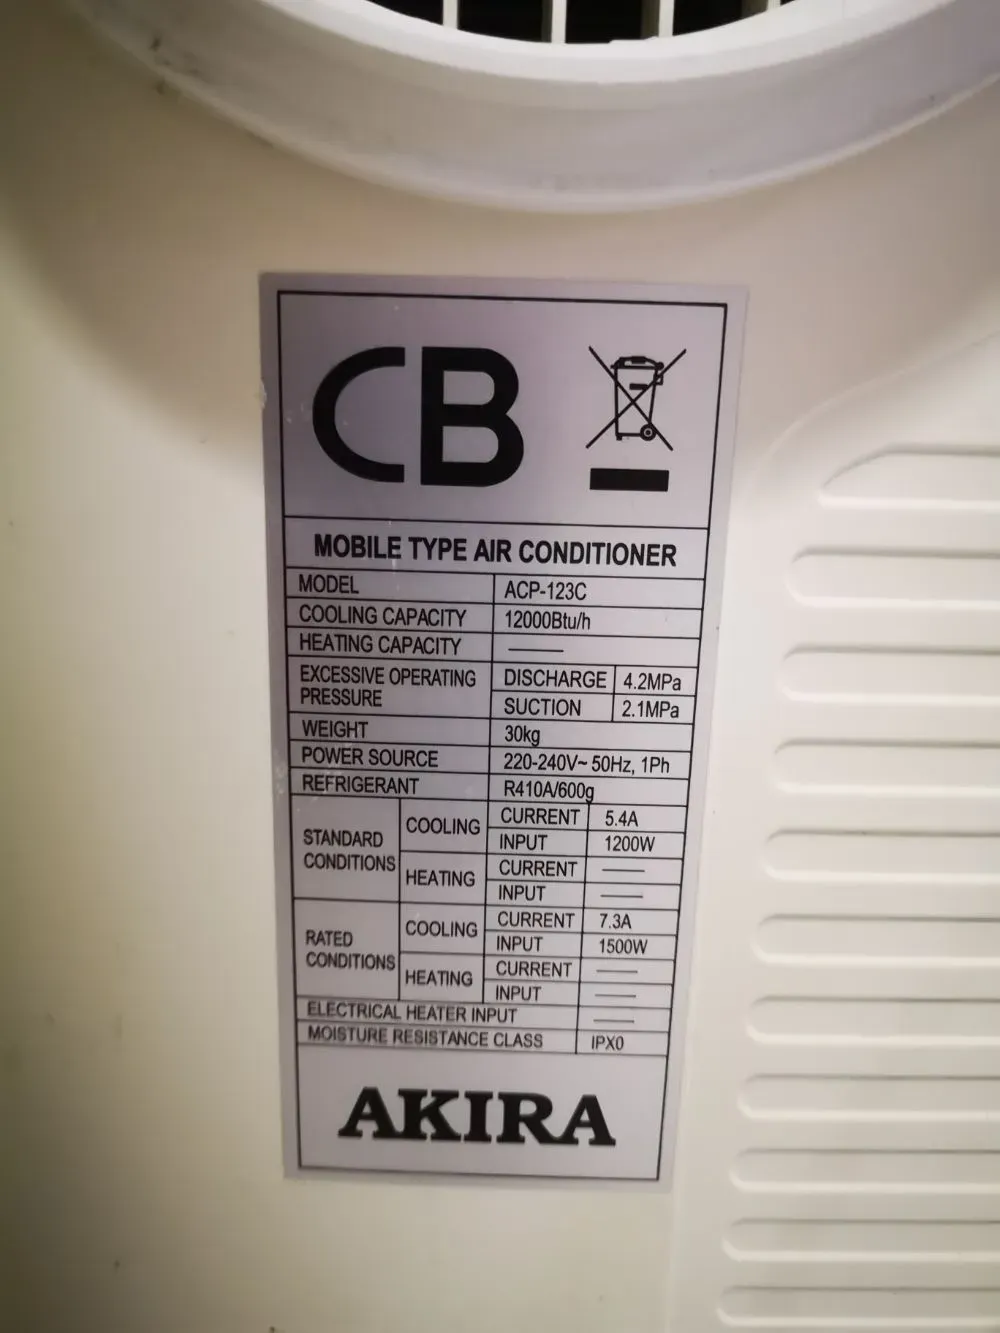 CB
MOBILE TYPE AIR CONDITIONER
MODEL ACP-123C
COOLING CAPACITY 12000Btu/h
HEATING CAPACITY ——
EXCESSIVE OPERATING PRESSURE DISCHARGE 4.2MPa
SUCTION 2.1MPa
WEIGHT 30kg
POWER SOURCE 220-240V~ 50Hz, 1Ph
REFRIGERANT R410A/600g
STANDARD CONDITIONS COOLING CURRENT 5.4A
INPUT 1200W
HEATING CURRENT ——
INPUT ——
RATED CONDITIONS COOLING CURRENT 7.3A
INPUT 1500W
HEATING CURRENT ——
INPUT ——
ELECTRICAL HEATER INPUT ——
MOISTURE RESISTANCE CLASS IPX0
AKIRA